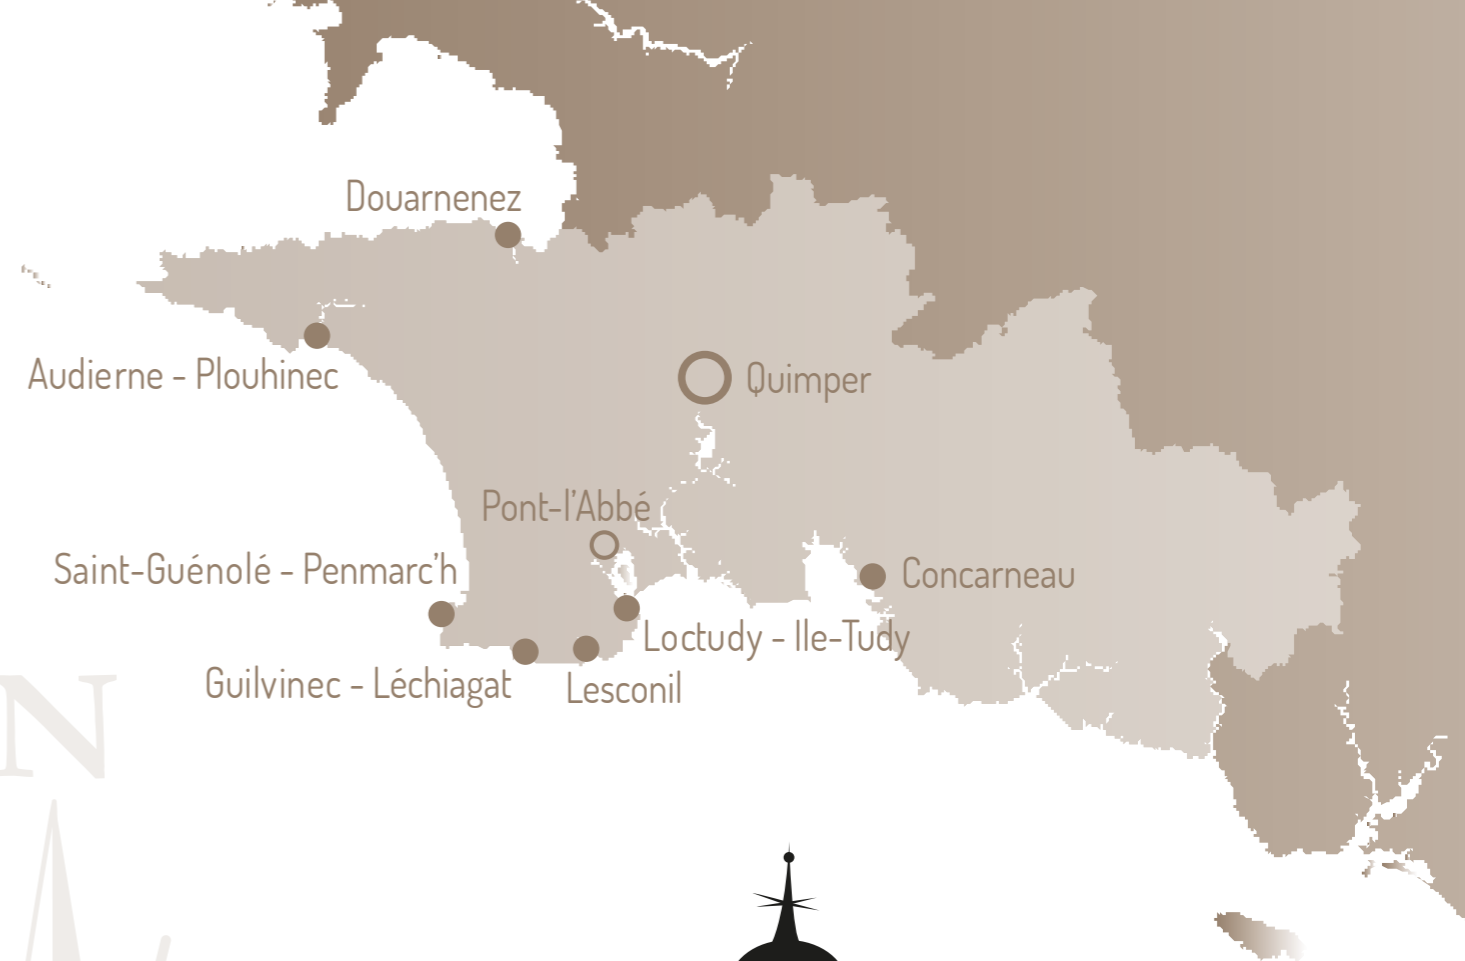 Douarnenez
Audierne - Plouhinec
Quimper
Pont-l'Abbé
Saint-Guénolé - Penmarc'h
Concarneau
Loctudy - Ile-Tudy
Guilvinec - Léchiagat
Lesconil
N